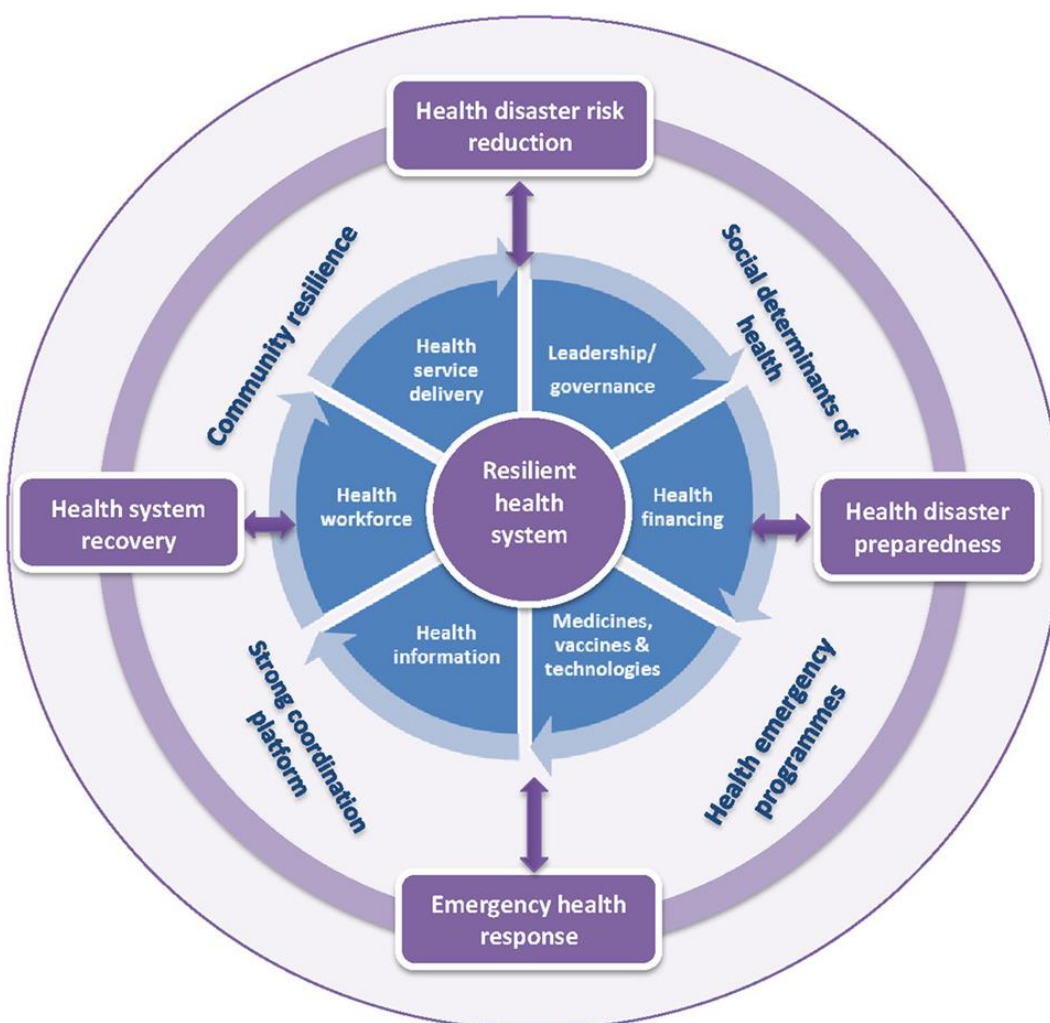 Health disaster risk
reduction
Community resilience
Social determinants of
health
Health
service
delivery
Leadership/
governance
Health system
recovery
Health
workforce
Resilient
health
system
Health
financing
Health disaster
preparedness
Health
information
Medicines,
vaccines &
technologies
Strong coordination
platform
Health emergency
programmes
Emergency health
response